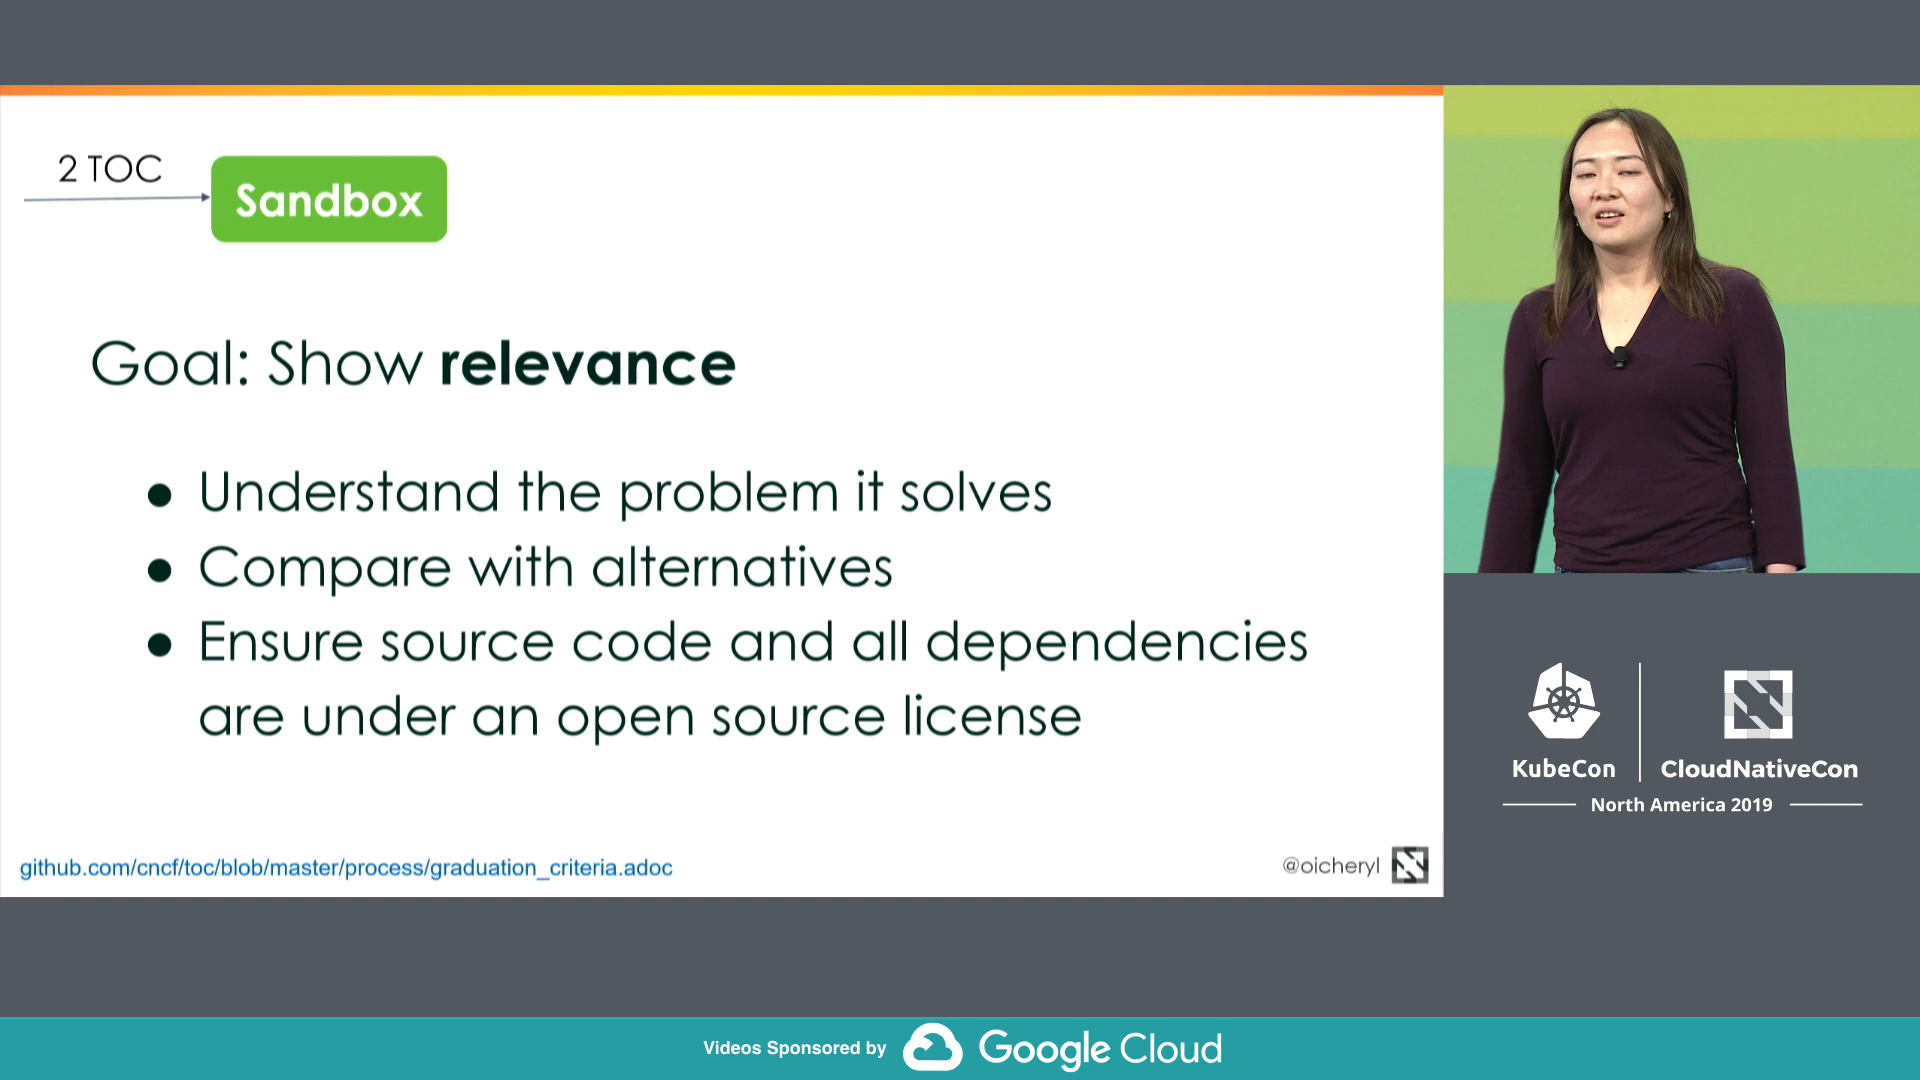 2 TOC
Sandbox
Goal: Show relevance
● Understand the problem it solves
● Compare with alternatives
● Ensure source code and all dependencies
are under an open source license
github.com/cncf/toc/blob/master/process/graduation_criteria.adoc
@oicheryl
KubeCon
CloudNativeCon
North America 2019
Videos Sponsored by
Google Cloud